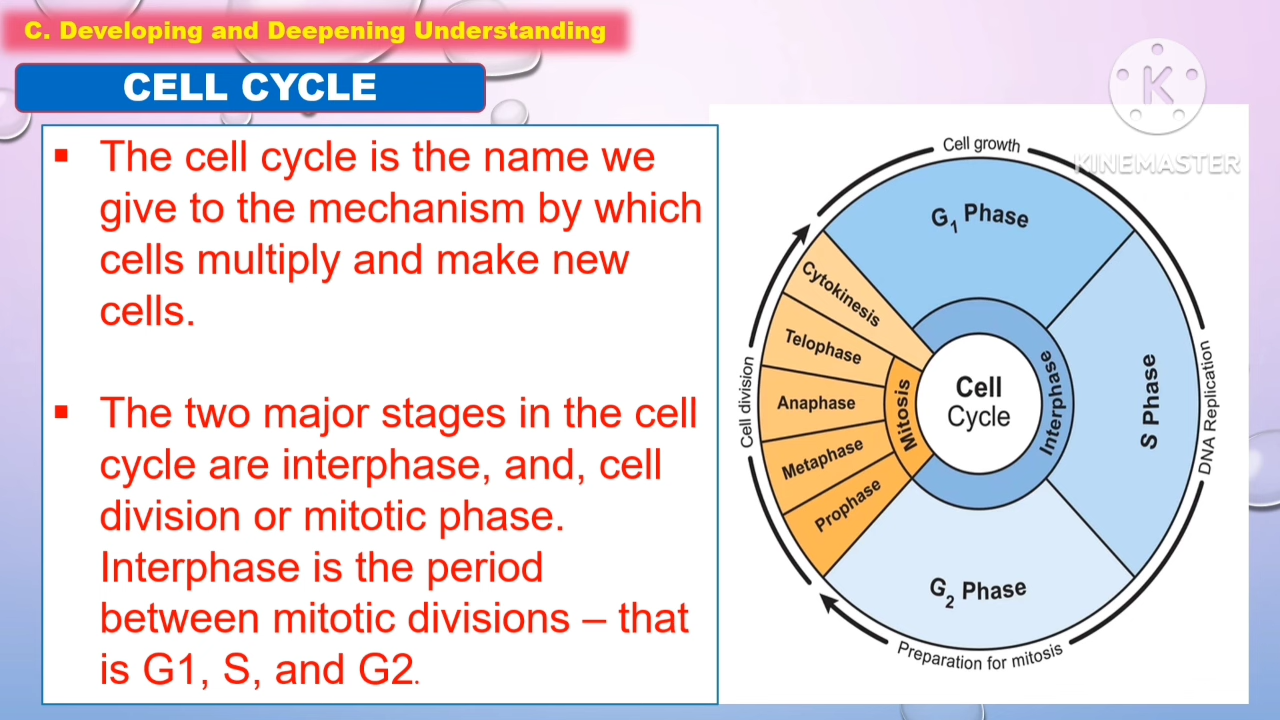 C. Developing and Deepening Understanding
CELL CYCLE
K
KINEMASTER
▪ The cell cycle is the name we
give to the mechanism by which
cells multiply and make new
cells.
▪ The two major stages in the cell
cycle are interphase, and, cell
division or mitotic phase.
Interphase is the period
between mitotic divisions – that
is G1, S, and G2.
Cell growth
G₁ Phase
Cytokinesis
Telophase
Anaphase
Metaphase
Prophase
Mitosis
Cell division
Cell
Cycle
Interphase
S Phase
DNA Replication
G₂ Phase
Preparation for mitosis